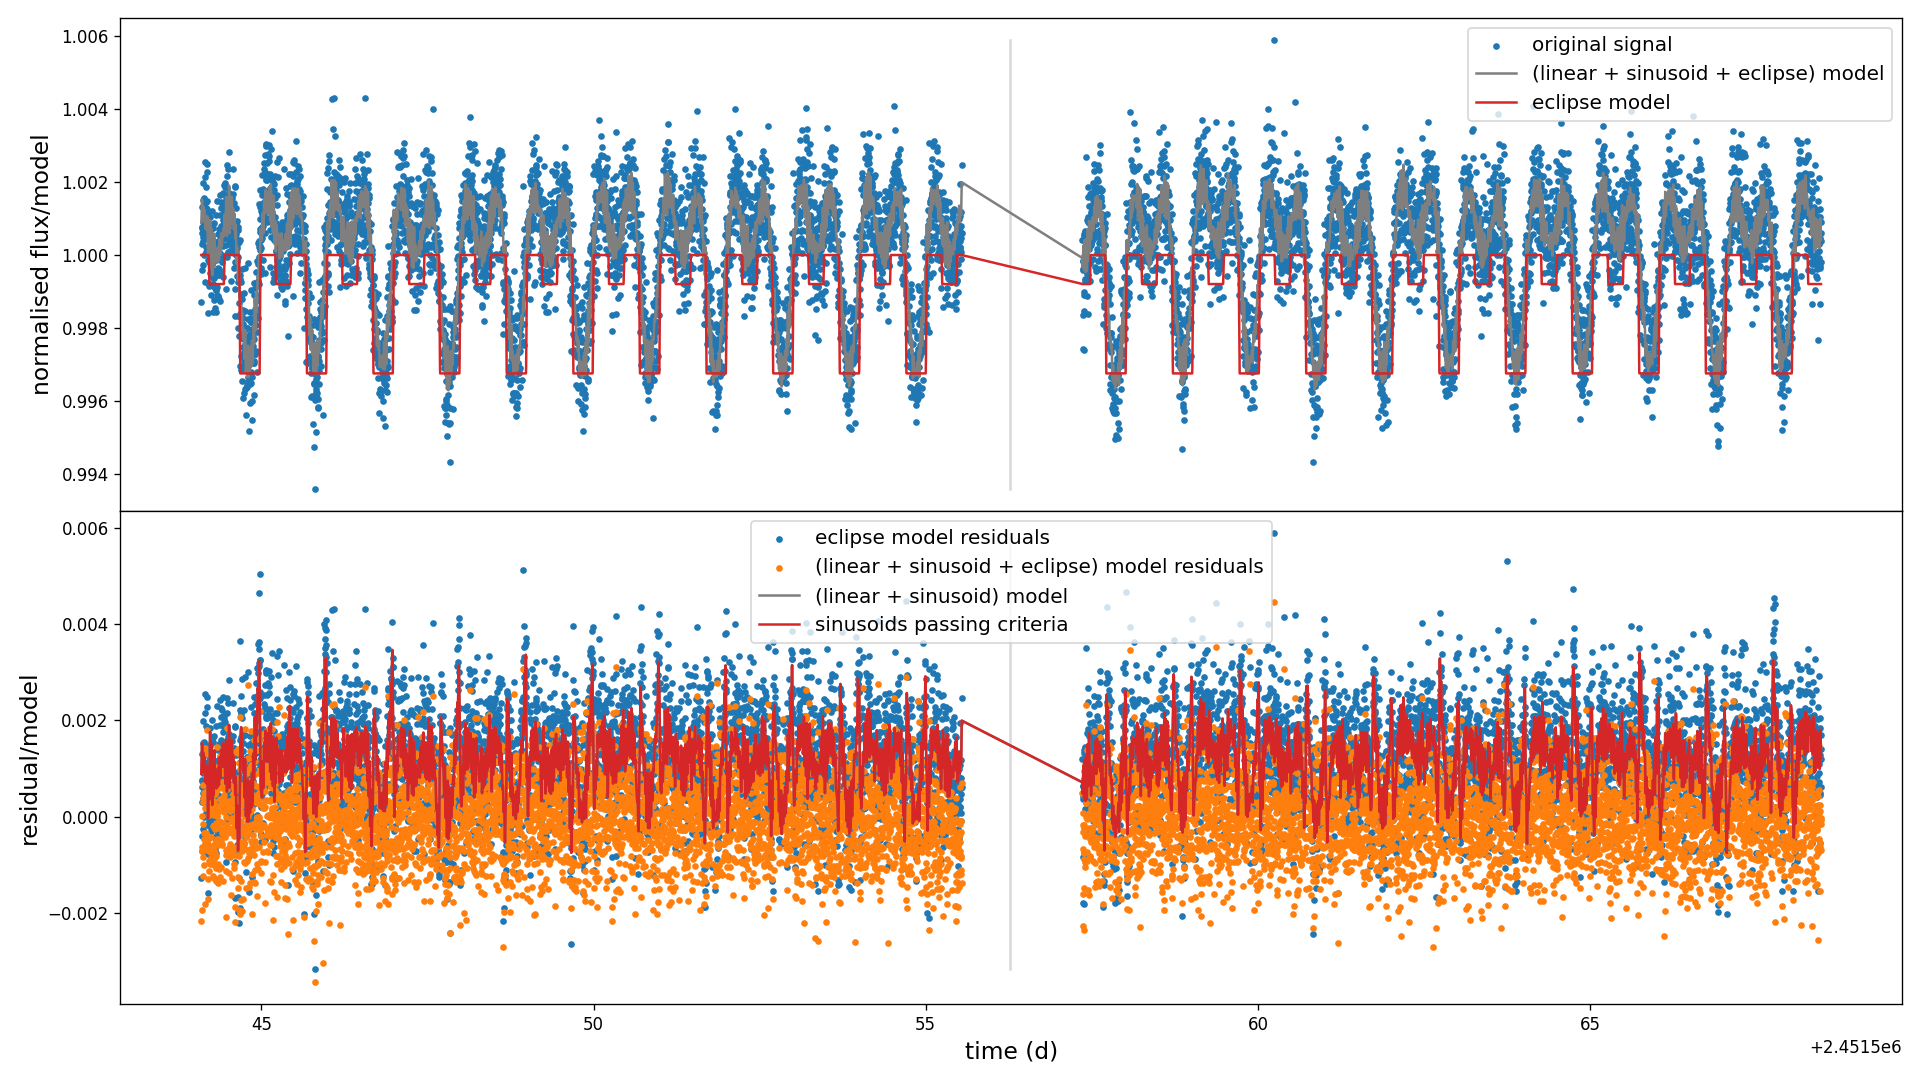 1.006
1.004
1.002
1.000
0.998
0.996
0.994
normalised flux/model
original signal
(linear + sinusoid + eclipse) model
eclipse model
0.006
0.004
0.002
0.000
−0.002
residual/model
eclipse model residuals
(linear + sinusoid + eclipse) model residuals
(linear + sinusoid) model
sinusoids passing criteria
45
50
55
60
65
time (d)
+2.4515e6